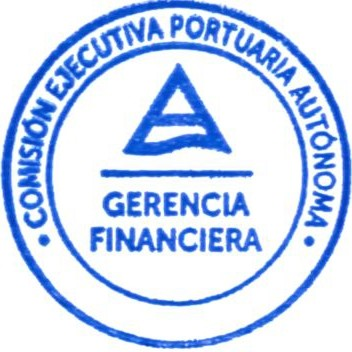 • COMISIÓN EJECUTIVA PORTUARIA AUTÓNOMA •
GERENCIA
FINANCIERA